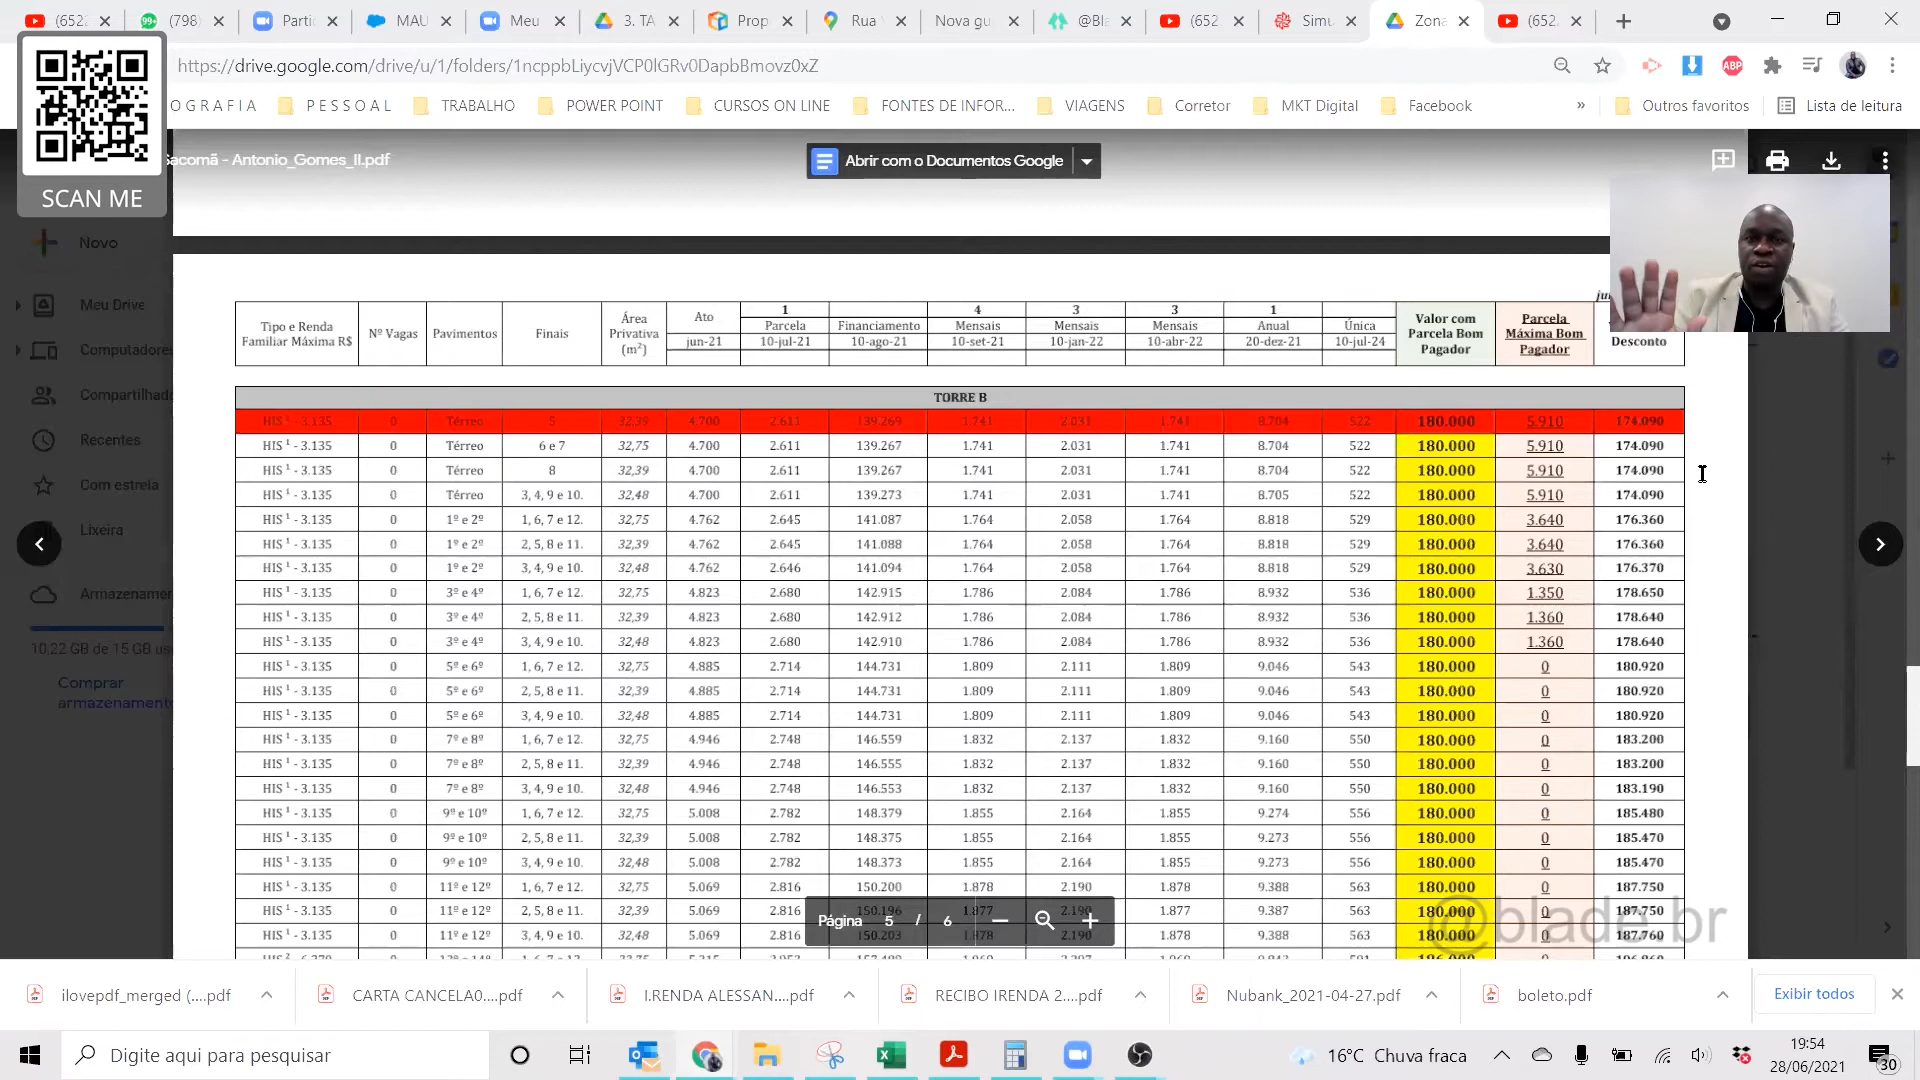 (652 (798) Partic MAU Meu 3. TA Prop Rua Nova gu @Bla (652 Simu Zona (652
https://drive.google.com/drive/u/1/folders/1ncppbLiycvjVCP0lGRv0DapbBmovz0xZ
OGRAFIA PESSOAL TRABALHO POWER POINT CURSOS ON LINE FONTES DE INFOR... VIAGENS Corretor MKT Digital Facebook » Outros favoritos Lista de leitura
SCAN ME
Sacomã - Antonio_Gomes_II.pdf
Abrir com o Documentos Google
Novo
Meu Drive
Computadores
Compartilhado
Recentes
Com estrela
Lixeira
Armazenamen
10,22 GB de 15 GB us
Comprar
armazenamento
Tipo e Renda Familiar Máxima R$ Nº Vagas Pavimentos Finais Área Privativa (m²) Ato jun-21 1 Parcela 10-jul-21 Financiamento 10-ago-21 4 Mensais 10-set-21 3 Mensais 10-jan-22 3 Mensais 10-abr-22 1 Anual 20-dez-21 Única 10-jul-24 Valor com Parcela Bom Pagador Parcela Máxima Bom Pagador Desconto
TORRE B
HIS ¹ - 3.135 0 Térreo 5 32,39 4.700 2.611 139.269 1.741 2.031 1.741 8.704 522 180.000 5.910 174.090
HIS ¹ - 3.135 0 Térreo 6 e 7 32,75 4.700 2.611 139.267 1.741 2.031 1.741 8.704 522 180.000 5.910 174.090
HIS ¹ - 3.135 0 Térreo 8 32,39 4.700 2.611 139.267 1.741 2.031 1.741 8.704 522 180.000 5.910 174.090
HIS ¹ - 3.135 0 Térreo 3, 4, 9 e 10. 32,48 4.700 2.611 139.273 1.741 2.031 1.741 8.705 522 180.000 5.910 174.090
HIS ¹ - 3.135 0 1º e 2º 1, 6, 7 e 12. 32,75 4.762 2.645 141.087 1.764 2.058 1.764 8.818 529 180.000 3.640 176.360
HIS ¹ - 3.135 0 1º e 2º 2, 5, 8 e 11. 32,39 4.762 2.645 141.088 1.764 2.058 1.764 8.818 529 180.000 3.640 176.360
HIS ¹ - 3.135 0 1º e 2º 3, 4, 9 e 10. 32,48 4.762 2.646 141.094 1.764 2.058 1.764 8.818 529 180.000 3.630 176.370
HIS ¹ - 3.135 0 3º e 4º 1, 6, 7 e 12. 32,75 4.823 2.680 142.915 1.786 2.084 1.786 8.932 536 180.000 1.350 178.650
HIS ¹ - 3.135 0 3º e 4º 2, 5, 8 e 11. 32,39 4.823 2.680 142.912 1.786 2.084 1.786 8.932 536 180.000 1.360 178.640
HIS ¹ - 3.135 0 3º e 4º 3, 4, 9 e 10. 32,48 4.823 2.680 142.910 1.786 2.084 1.786 8.932 536 180.000 1.360 178.640
HIS ¹ - 3.135 0 5º e 6º 1, 6, 7 e 12. 32,75 4.885 2.714 144.731 1.809 2.111 1.809 9.046 543 180.000 0 180.920
HIS ¹ - 3.135 0 5º e 6º 2, 5, 8 e 11. 32,39 4.885 2.714 144.731 1.809 2.111 1.809 9.046 543 180.000 0 180.920
HIS ¹ - 3.135 0 5º e 6º 3, 4, 9 e 10. 32,48 4.885 2.714 144.731 1.809 2.111 1.809 9.046 543 180.000 0 180.920
HIS ¹ - 3.135 0 7º e 8º 1, 6, 7 e 12. 32,75 4.946 2.748 146.559 1.832 2.137 1.832 9.160 550 180.000 0 183.200
HIS ¹ - 3.135 0 7º e 8º 2, 5, 8 e 11. 32,39 4.946 2.748 146.555 1.832 2.137 1.832 9.160 550 180.000 0 183.200
HIS ¹ - 3.135 0 7º e 8º 3, 4, 9 e 10. 32,48 4.946 2.748 146.553 1.832 2.137 1.832 9.160 550 180.000 0 183.190
HIS ¹ - 3.135 0 9º e 10º 1, 6, 7 e 12. 32,75 5.008 2.782 148.379 1.855 2.164 1.855 9.274 556 180.000 0 185.480
HIS ¹ - 3.135 0 9º e 10º 2, 5, 8 e 11. 32,39 5.008 2.782 148.375 1.855 2.164 1.855 9.273 556 180.000 0 185.470
HIS ¹ - 3.135 0 9º e 10º 3, 4, 9 e 10. 32,48 5.008 2.782 148.373 1.855 2.164 1.855 9.273 556 180.000 0 185.470
HIS ¹ - 3.135 0 11º e 12º 1, 6, 7 e 12. 32,75 5.069 2.816 150.200 1.878 2.190 1.878 9.388 563 180.000 0 187.750
HIS ¹ - 3.135 0 11º e 12º 2, 5, 8 e 11. 32,39 5.069 2.816 150.196 1.877 2.190 1.877 9.387 563 180.000 0 187.750
HIS ¹ - 3.135 0 11º e 12º 3, 4, 9 e 10. 32,48 5.069 2.816 150.203 1.878 2.190 1.878 9.388 563 180.000 0 187.760
Página 5 / 6
@blade.br
ilovepdf_merged (....pdf CARTA CANCELA0....pdf I.RENDA ALESSAN....pdf RECIBO IRENDA 2....pdf Nubank_2021-04-27.pdf boleto.pdf Exibir todos
Digite aqui para pesquisar
16°C Chuva fraca
19:54
28/06/2021
30